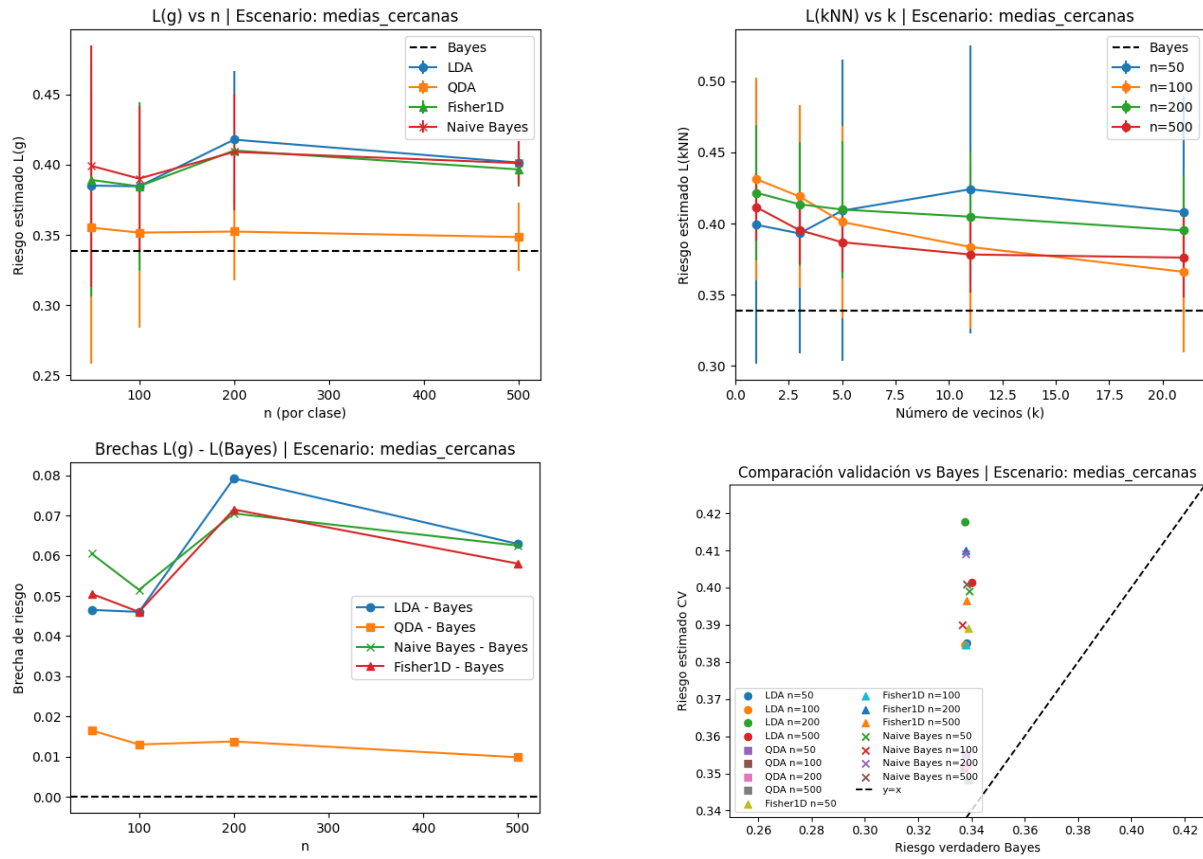 L(g) vs n | Escenario: medias_cercanas
Riesgo estimado L(g)
0.45
0.40
0.35
0.30
0.25
100
200
300
400
500
n (por clase)
Bayes
LDA
QDA
Fisher1D
Naive Bayes
L(kNN) vs k | Escenario: medias_cercanas
Riesgo estimado L(kNN)
0.50
0.45
0.40
0.35
0.30
0.0
2.5
5.0
7.5
10.0
12.5
15.0
17.5
20.0
Número de vecinos (k)
Bayes
n=50
n=100
n=200
n=500
Brechas L(g) - L(Bayes) | Escenario: medias_cercanas
Brecha de riesgo
0.08
0.07
0.06
0.05
0.04
0.03
0.02
0.01
0.00
100
200
300
400
500
n
LDA - Bayes
QDA - Bayes
Naive Bayes - Bayes
Fisher1D - Bayes
Comparación validación vs Bayes | Escenario: medias_cercanas
Riesgo estimado CV
0.42
0.41
0.40
0.39
0.38
0.37
0.36
0.35
0.34
0.26
0.28
0.30
0.32
0.34
0.36
0.38
0.40
0.42
Riesgo verdadero Bayes
LDA n=50
LDA n=100
LDA n=200
LDA n=500
QDA n=50
QDA n=100
QDA n=200
QDA n=500
Fisher1D n=50
Fisher1D n=100
Fisher1D n=200
Fisher1D n=500
Naive Bayes n=50
Naive Bayes n=100
Naive Bayes n=200
Naive Bayes n=500
y=x